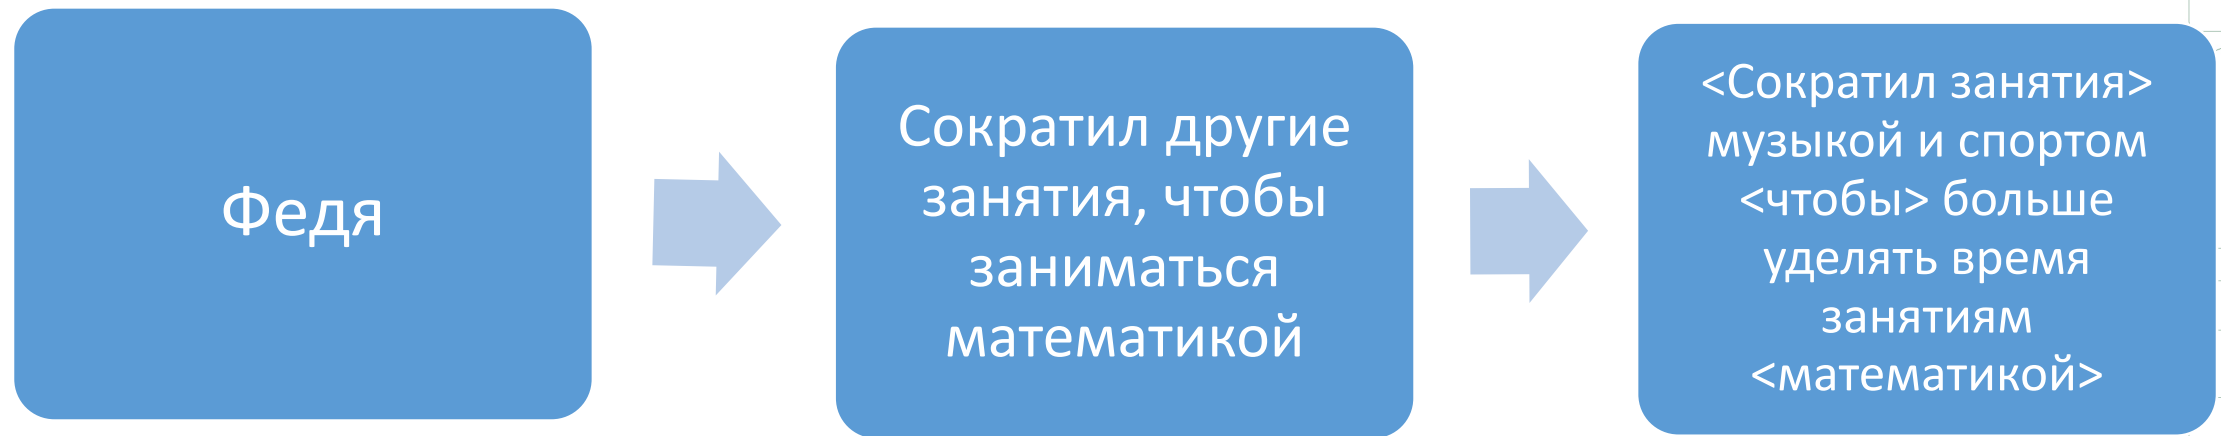 Федя
Сократил другие
занятия, чтобы
заниматься
математикой
<Сократил занятия>
музыкой и спортом
<чтобы> больше
уделять время
занятиям
<математикой>